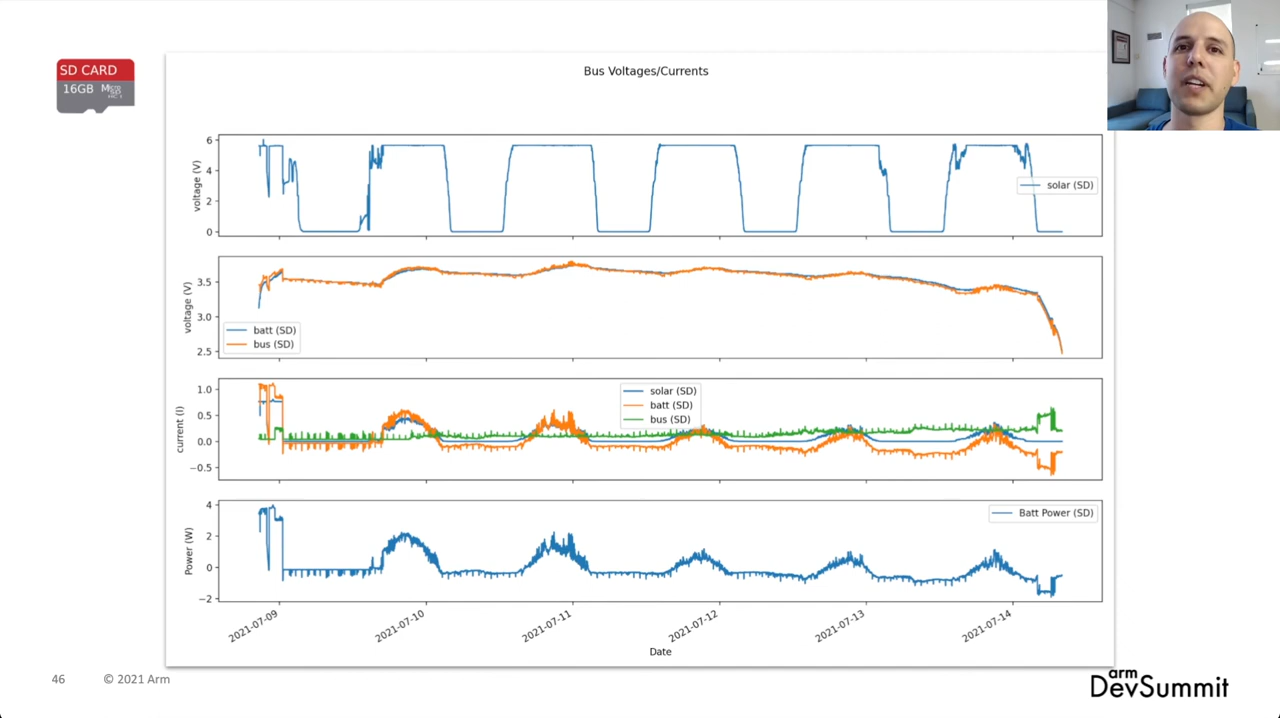 SD CARD
16GB Micro
Bus Voltages/Currents
6
4
2
0
voltage (V)
solar (SD)
3.5
3.0
2.5
voltage (V)
batt (SD)
bus (SD)
1.0
0.5
0.0
−0.5
current (I)
solar (SD)
batt (SD)
bus (SD)
4
2
0
−2
Power (W)
Batt Power (SD)
2021-07-09
2021-07-10
2021-07-11
2021-07-12
2021-07-13
2021-07-14
Date
46
© 2021 Arm
arm
DevSummit